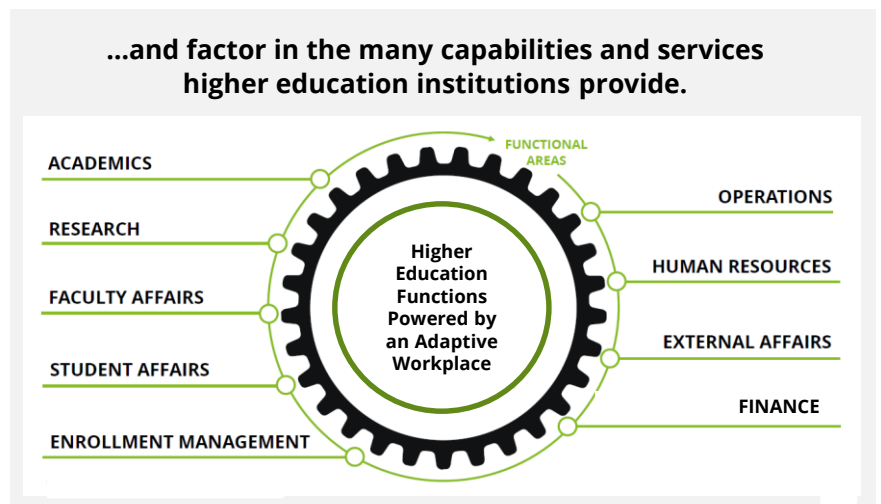 ...and factor in the many capabilities and services
higher education institutions provide.
FUNCTIONAL
AREAS
ACADEMICS
RESEARCH
FACULTY AFFAIRS
STUDENT AFFAIRS
ENROLLMENT MANAGEMENT
Higher
Education
Functions
Powered by
an Adaptive
Workplace
OPERATIONS
HUMAN RESOURCES
EXTERNAL AFFAIRS
FINANCE